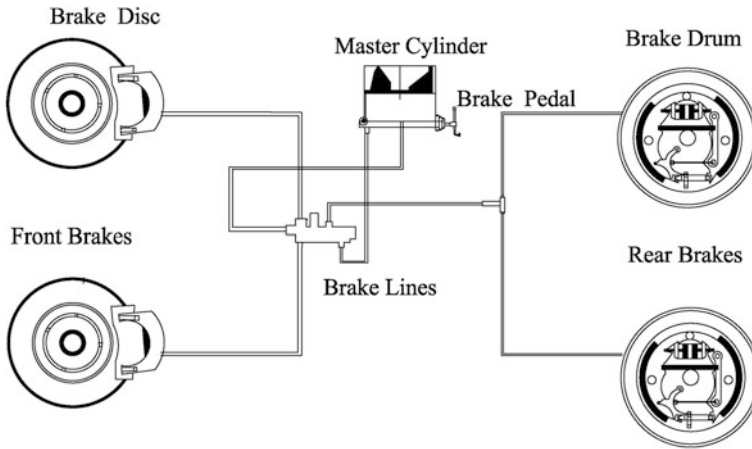 Brake Disc
Master Cylinder
Brake Drum
Brake Pedal
Front Brakes
Rear Brakes
Brake Lines